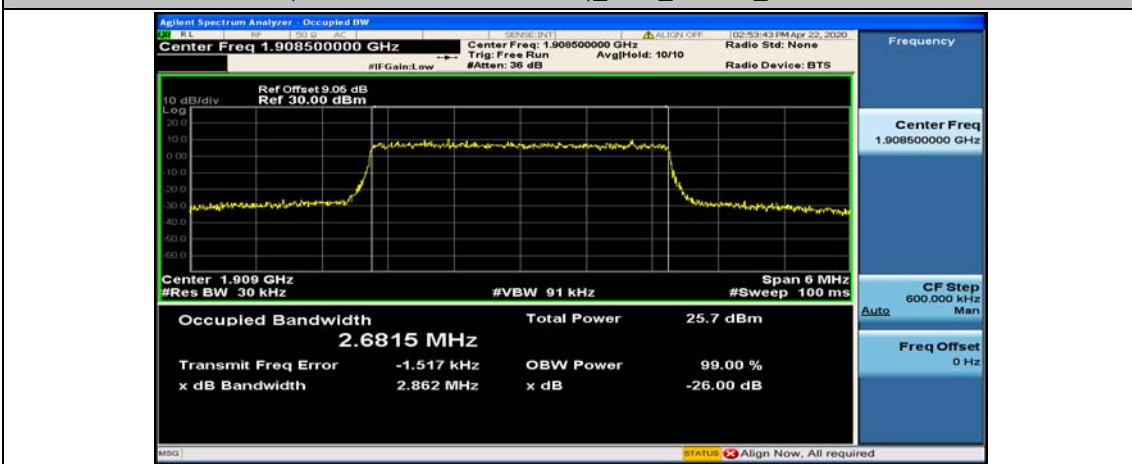 Agilent Spectrum Analyzer - Occupied BW
RL RF 50 Ω AC SENSE:INT ALIGN OFF 02:53:43 PM Apr 22, 2020
Center Freq 1.908500000 GHz
Center Freq: 1.908500000 GHz
Radio Std: None
Trig: Free Run Avg|Hold: 10/10
#IFGain:Low
#Atten: 36 dB
Radio Device: BTS
Frequency
Ref Offset 9.05 dB
10 dB/div Ref 30.00 dBm
Log
20.0
10.0
0.00
-10.0
-20.0
-30.0
-40.0
-50.0
-60.0
Center Freq
1.908500000 GHz
Center 1.909 GHz
Span 6 MHz
#Res BW 30 kHz
#VBW 91 kHz
#Sweep 100 ms
CF Step
600.000 kHz
Auto Man
Freq Offset
0 Hz
Occupied Bandwidth
2.6815 MHz
Total Power 25.7 dBm
Transmit Freq Error -1.517 kHz
OBW Power 99.00 %
x dB Bandwidth 2.862 MHz
x dB -26.00 dB
MSG
STATUS Align Now, All required